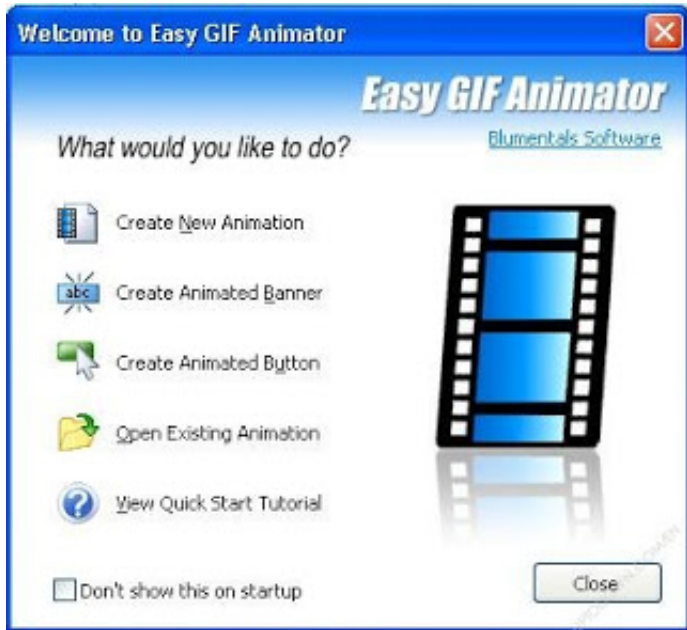 Welcome to Easy GIF Animator
Easy GIF Animator
Blumentals Software
What would you like to do?
Create New Animation
abc
Create Animated Banner
Create Animated Button
Open Existing Animation
?
View Quick Start Tutorial
Don't show this on startup
Close